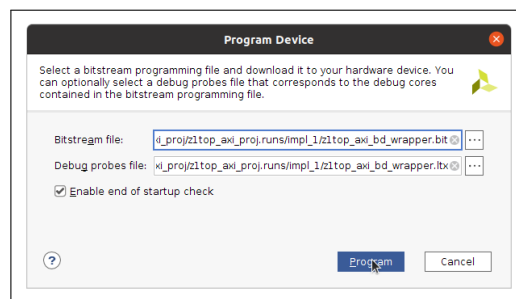 Program Device
Select a bitstream programming file and download it to your hardware device. You
can optionally select a debug probes file that corresponds to the debug cores
contained in the bitstream programming file.
Bitstream file: xi_proj/z1top_axi_proj.runs/impl_1/z1top_axi_bd_wrapper.bit ...
Debug probes file: xi_proj/z1top_axi_proj.runs/impl_1/z1top_axi_bd_wrapper.ltx ...
Enable end of startup check
? Program Cancel